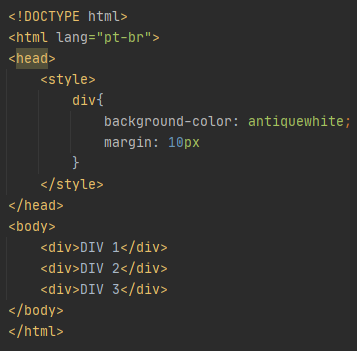 <!DOCTYPE html>
<html lang="pt-br">
<head>
    <style>
        div{
            background-color: antiquewhite;
            margin: 10px
        }
    </style>
</head>
<body>
    <div>DIV 1</div>
    <div>DIV 2</div>
    <div>DIV 3</div>
</body>
</html>